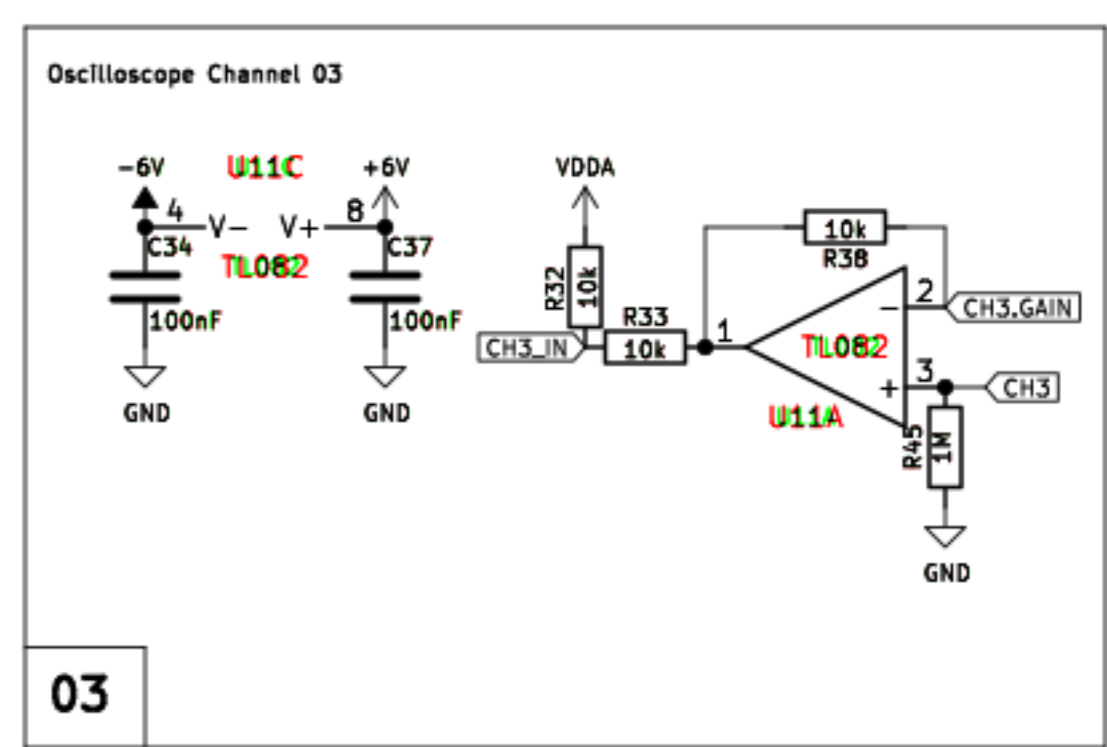 Oscilloscope Channel 03
-6V
U11C
+6V
4
V-
V+
8
C34
TL082
C37
100nF
100nF
GND
GND
VDDA
R32
10k
CH3_IN
R33
10k
1
10k
R38
2
CH3.GAIN
-
TL082
+
3
CH3
U11A
R45
1M
GND
03